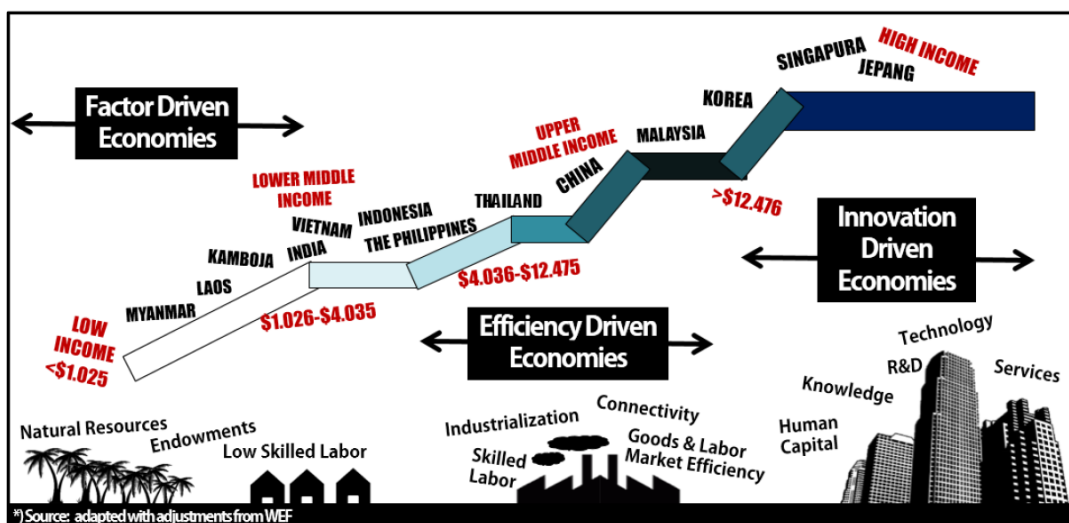 SINGAPURA
HIGH INCOME
JEPANG
KOREA
Factor Driven
Economies
UPPER
MIDDLE INCOME
MALAYSIA
CHINA
LOWER MIDDLE
INCOME
THAILAND
>$12.476
VIETNAM
INDONESIA
KAMBOJA
INDIA
THE PHILIPPINES
Innovation
Driven
Economies
LAOS
MYANMAR
$4.036-$12.475
$1.026-$4.035
LOW
INCOME
<$1.025
Efficiency Driven
Economies
Technology
R&D
Services
Knowledge
Human
Capital
Natural Resources
Endowments
Low Skilled Labor
Industrialization
Connectivity
Skilled
Labor
Goods & Labor
Market Efficiency
*) Source: adapted with adjustments from WEF